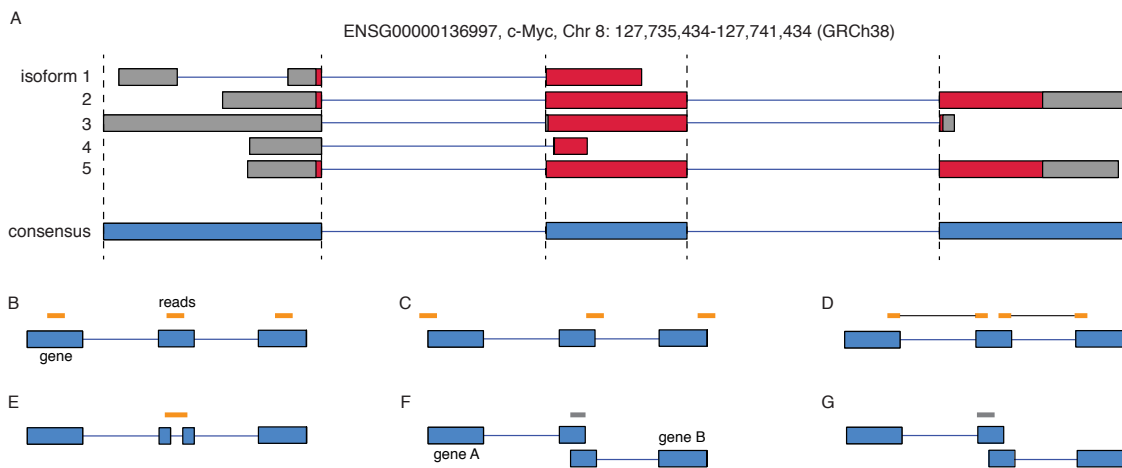 A
ENSG00000136997, c-Myc, Chr 8: 127,735,434-127,741,434 (GRCh38)
isoform 1
2
3
4
5
consensus
B
reads
gene
C
D
E
F
gene A
gene B
G